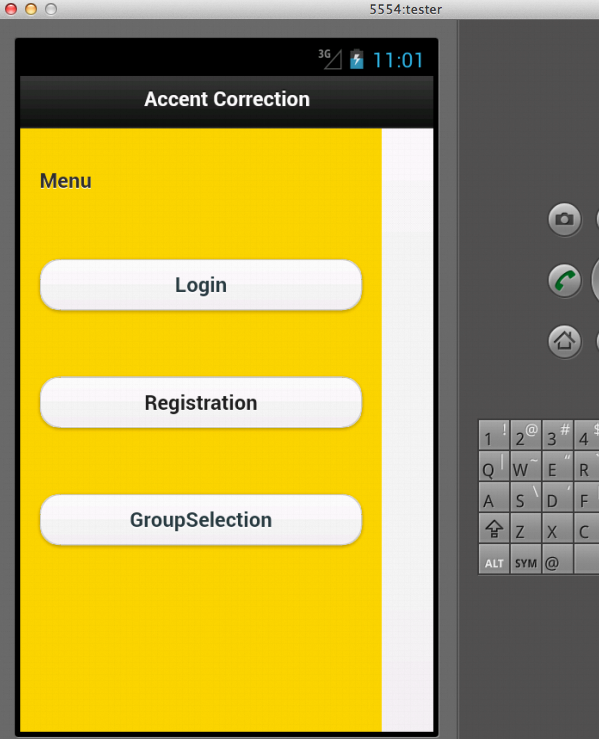 5554:tester
3G
11:01
Accent Correction
Menu
Login
Registration
GroupSelection
1 ! 2 @ 3 # 4 $
Q | W ~ E “ R
A S \ D ‘ F
Z X C
ALT SYM @